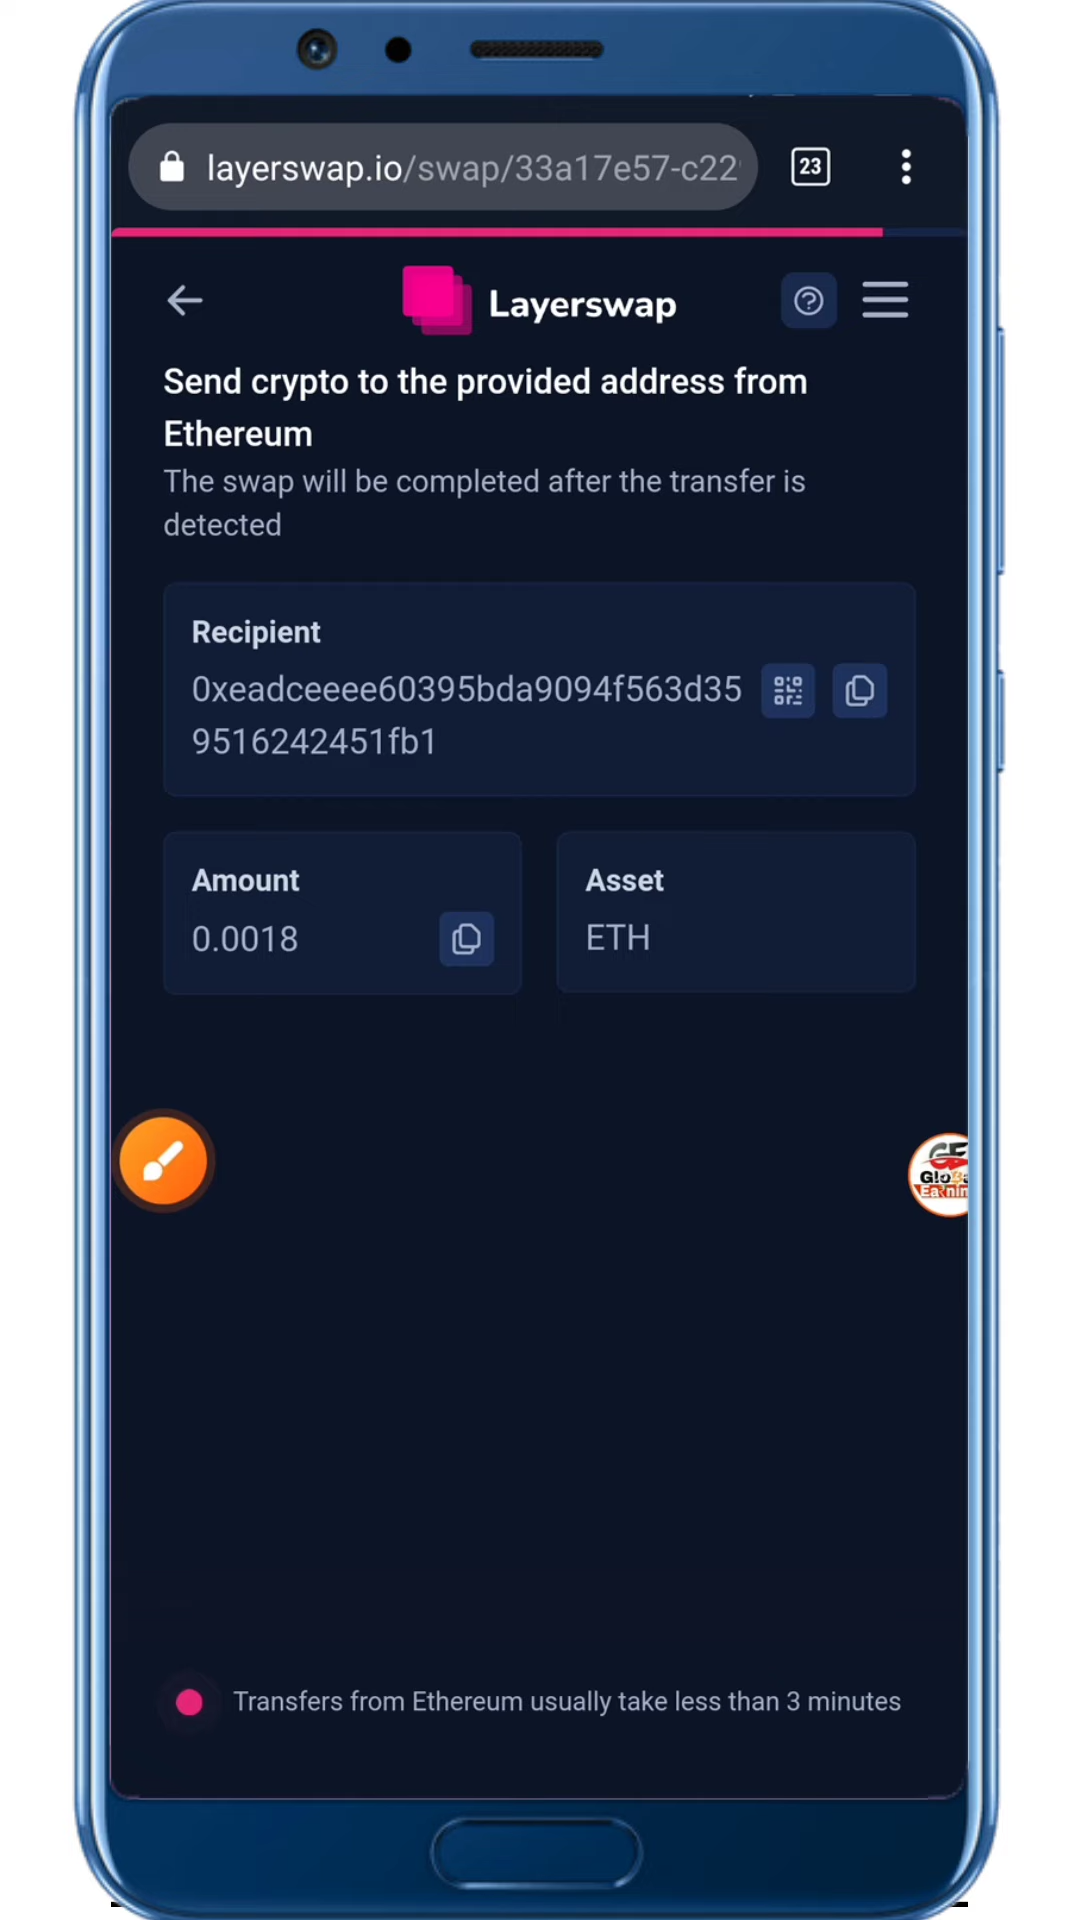 layerswap.io/swap/33a17e57-c22
23
Layerswap
Send crypto to the provided address from
Ethereum
The swap will be completed after the transfer is
detected
Recipient
0xeadceeee60395bda9094f563d35
9516242451fb1
Amount
0.0018
Asset
ETH
Transfers from Ethereum usually take less than 3 minutes